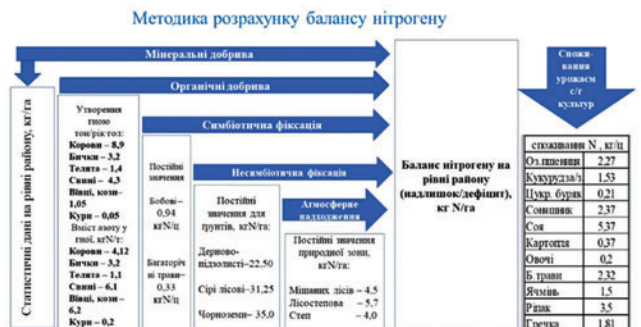 Методика розрахунку балансу нітрогену
Мінеральні добрива
Органічні добрива
Симбіотична фіксація
Несимбіотична фіксація
Атмосферне
надходження
Статистичні дані на рівні району, кг/га
Утворення
гною
тон/рік·гол:
Корови – 8,9
Бички – 3,2
Телята – 1,4
Свині – 4,3
Вівці, кози–
1,05
Кури – 0,05
Вміст азоту у
гної, кгN/т:
Корови – 4,12
Бички – 3,2
Телята – 1,1
Свині – 6,1
Вівці, кози –
6,2
Кури – 0,2
Постійні
значення
Бобові–
0,94
кгN/ц
Багаторіч
ні трави–
0,33
кгN/ц
Постійні
значення для
ґрунтів, кгN/га:
Дерново-
підзолисті–22,50
Сірі лісові–31,25
Чорноземи– 35,0
Постійні значення
природної зони,
кгN/га:
Мішаних лісів – 4,5
Лісостепова – 5,7
Степ – 4,0
Баланс нітрогену на
рівні району
(надлишок/дефіцит),
кг N/га
Спожи-
вання
урожаєм
с/г
культур
споживання N , кг/ц
Оз.пшениця 2,27
Кукурудза/з. 1,53
Цукр. буряк 0,21
Соняшник 2,37
Соя 5,37
Картопля 0,37
Овочі 0,2
Б.трави 2,32
Ячмінь 1,5
Ріпак 3,5
Гречка 1,81